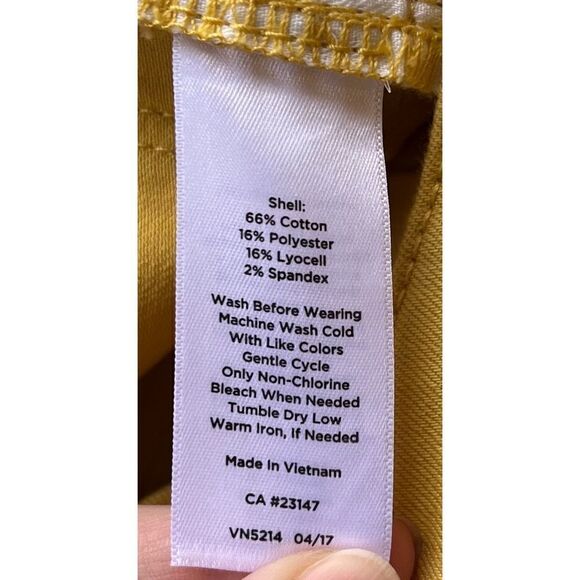 Shell:
66% Cotton
16% Polyester
16% Lyocell
2% Spandex
Wash Before Wearing
Machine Wash Cold
With Like Colors
Gentle Cycle
Only Non-Chlorine
Bleach When Needed
Tumble Dry Low
Warm Iron, If Needed
Made In Vietnam
CA #23147
VN5214 04/17